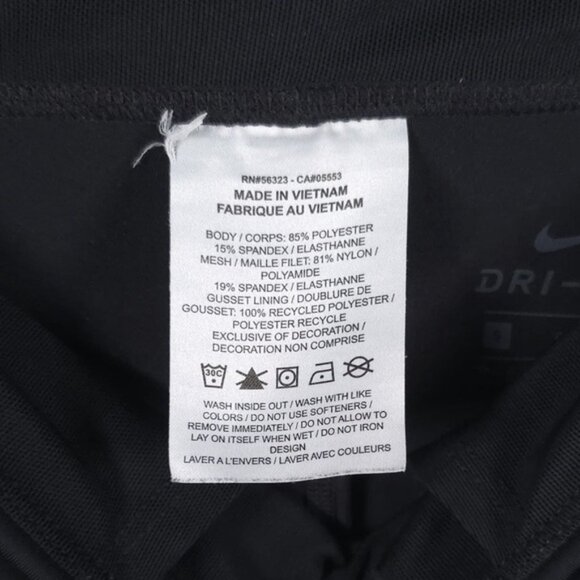 RN#56323 - CA#05553
MADE IN VIETNAM
FABRIQUE AU VIETNAM
BODY / CORPS: 85% POLYESTER
15% SPANDEX / ELASTHANNE
MESH / MAILLE FILET: 81% NYLON /
POLYAMIDE
19% SPANDEX / ELASTHANNE
GUSSET LINING / DOUBLURE DE
GOUSSET: 100% RECYCLED POLYESTER /
POLYESTER RECYCLE
EXCLUSIVE OF DECORATION /
DECORATION NON COMPRISE
30C
WASH INSIDE OUT / WASH WITH LIKE
COLORS / DO NOT USE SOFTENERS /
REMOVE IMMEDIATELY / DO NOT ALLOW TO
LAY ON ITSELF WHEN WET / DO NOT IRON
DESIGN
LAVER A L'ENVERS / LAVER AVEC COULEURS
DRI-